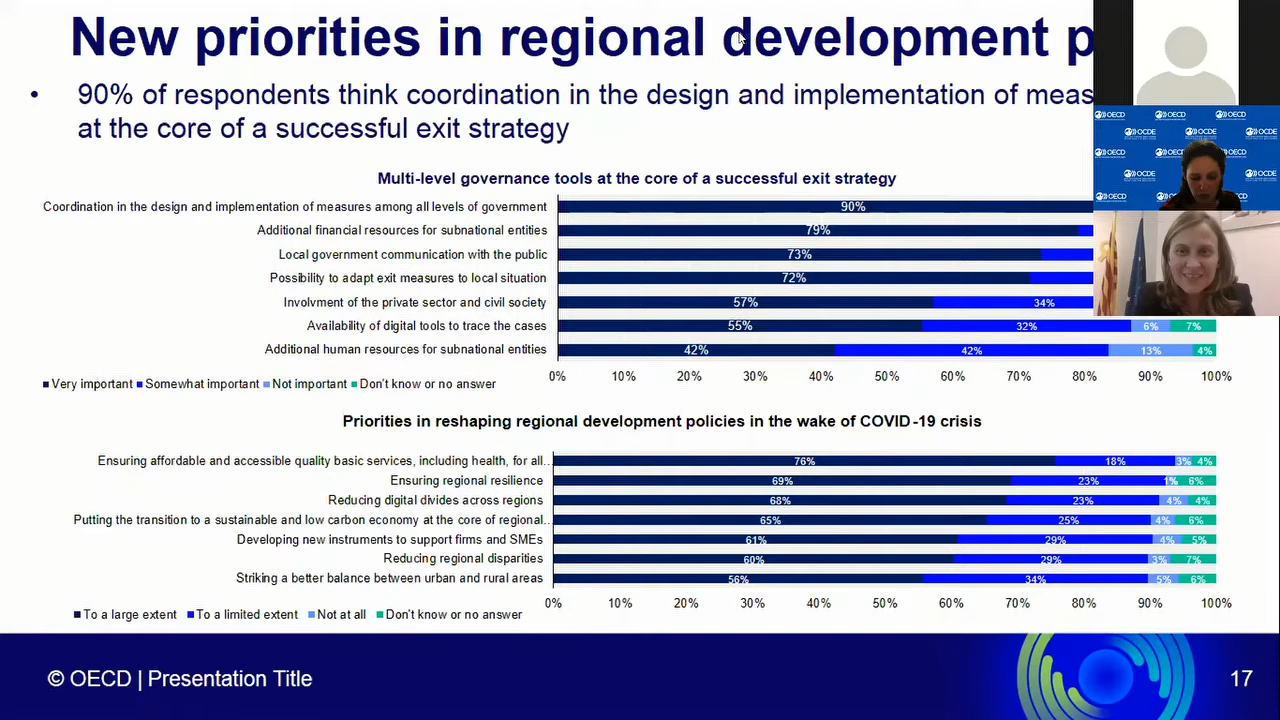 New priorities in regional development p
• 90% of respondents think coordination in the design and implementation of meas
at the core of a successful exit strategy
Multi-level governance tools at the core of a successful exit strategy
Coordination in the design and implementation of measures among all levels of government 90%
Additional financial resources for subnational entities 79%
Local government communication with the public 73%
Possibility to adapt exit measures to local situation 72%
Involvment of the private sector and civil society 57% 34%
Availability of digital tools to trace the cases 55% 32% 6% 7%
Additional human resources for subnational entities 42% 42% 13% 4%
0% 10% 20% 30% 40% 50% 60% 70% 80% 90% 100%
Very important Somewhat important Not important Don't know or no answer
Priorities in reshaping regional development policies in the wake of COVID-19 crisis
Ensuring affordable and accessible quality basic services, including health, for all... 76% 18% 3% 4%
Ensuring regional resilience 69% 23% 1% 6%
Reducing digital divides across regions 68% 23% 4% 4%
Putting the transition to a sustainable and low carbon economy at the core of regional... 65% 25% 4% 6%
Developing new instruments to support firms and SMEs 61% 29% 4% 5%
Reducing regional disparities 60% 29% 3% 7%
Striking a better balance between urban and rural areas 56% 34% 5% 6%
0% 10% 20% 30% 40% 50% 60% 70% 80% 90% 100%
To a large extent To a limited extent Not at all Don't know or no answer
© OECD | Presentation Title
17
OECD OECD OECD
OCDE OCDE OCDE
OECD OECD
OCDE OCDE
OECD OECD